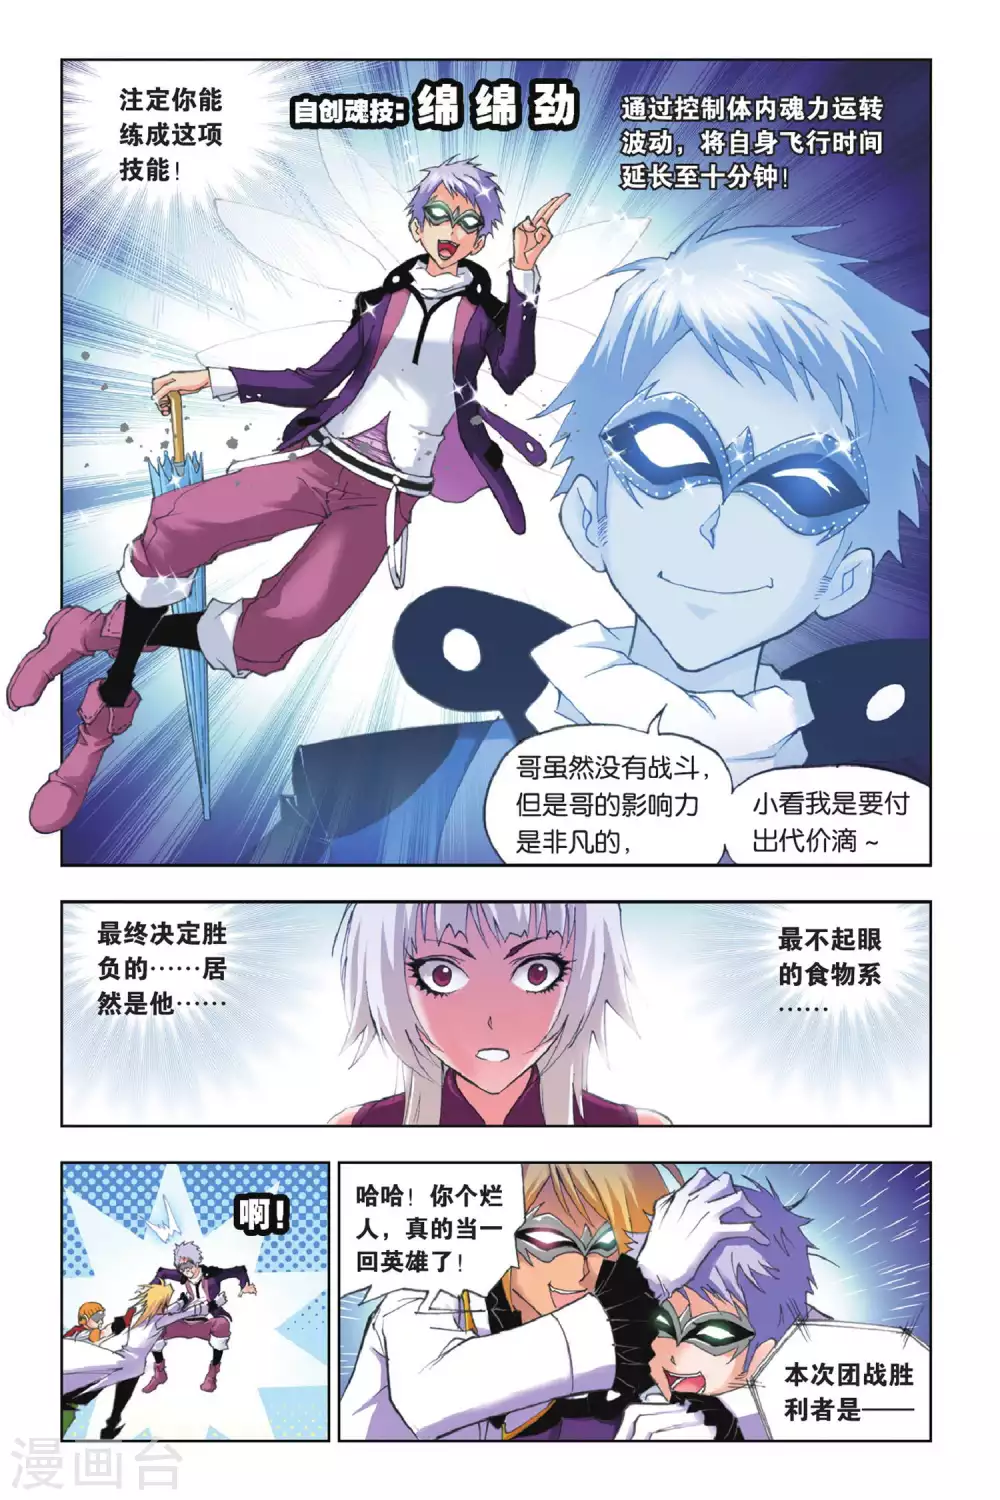 注定你能
练成这项
技能！
自创魂技：绵绵劲
通过控制体内魂力运转
波动，将自身飞行时间
延长至十分钟！
哥虽然没有战斗，
但是哥的影响力
是非凡的，
小看我是要付
出代价滴～
最终决定胜
负的……居
然是他……
最不起眼
的食物系
……
啊！
哈哈！你个烂
人，真的当一
回英雄了！
本次团战胜
利者是——
漫画台